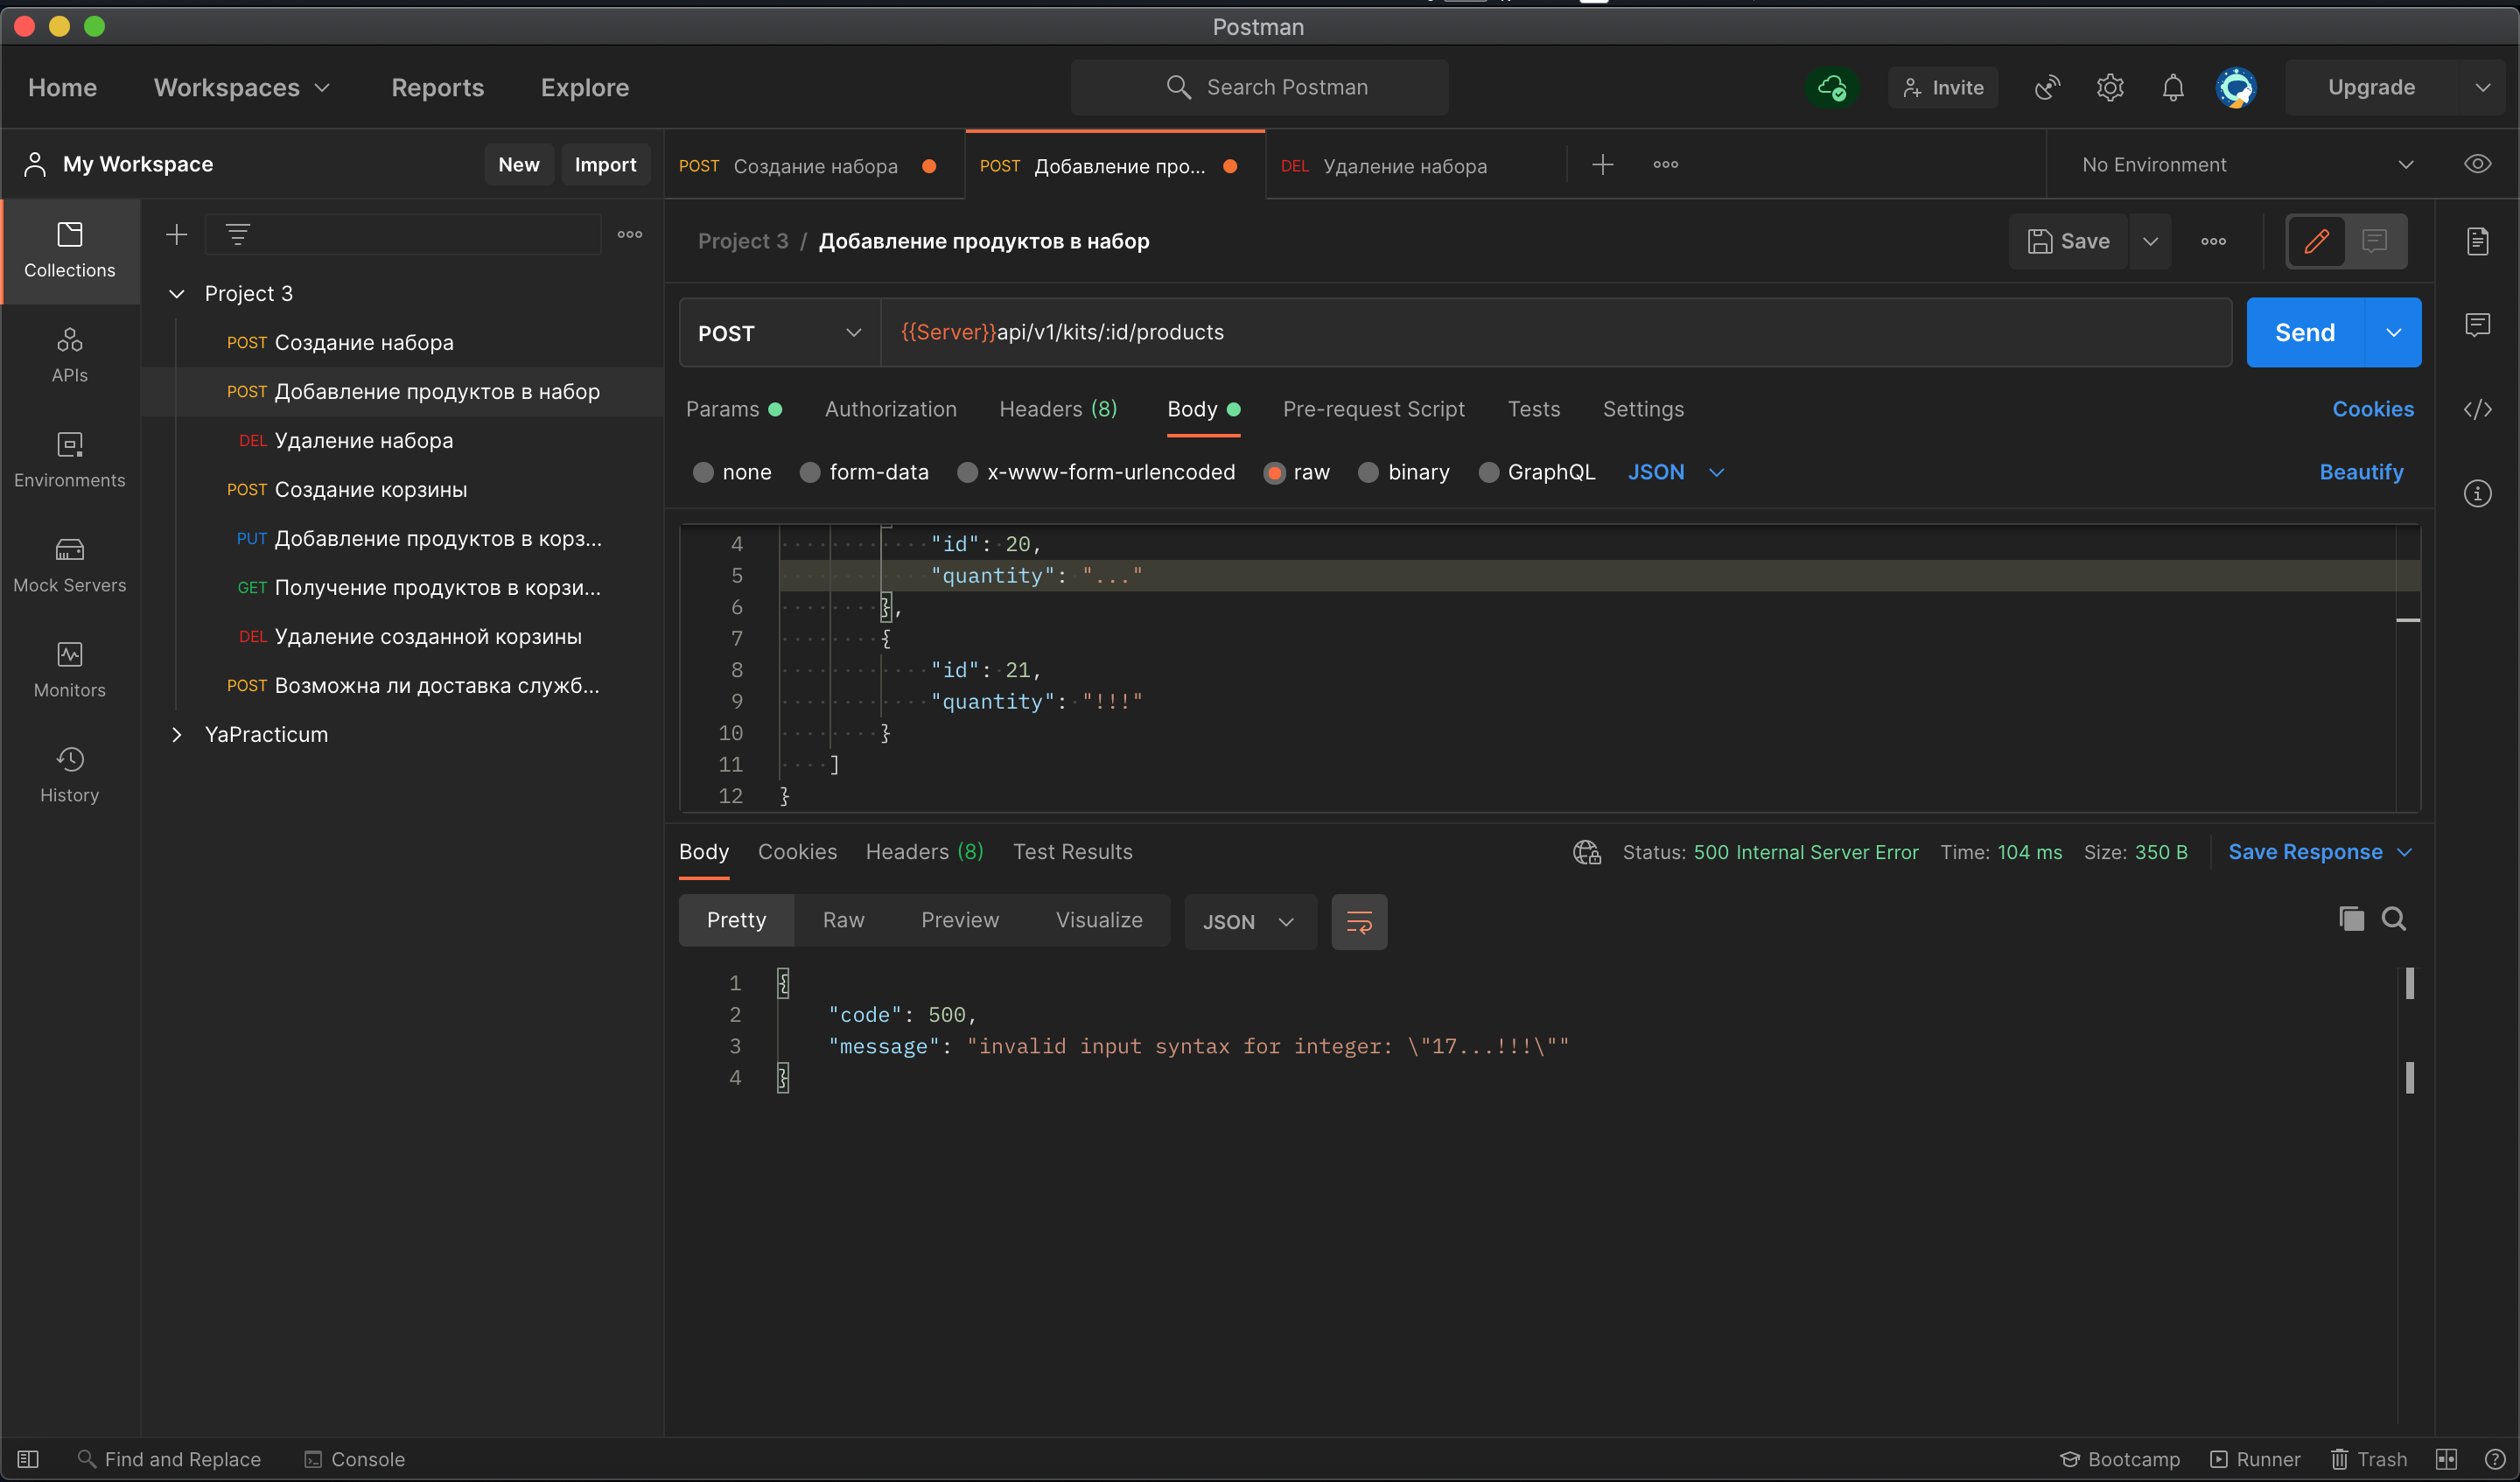 Postman
Home Workspaces Reports Explore Search Postman Invite Upgrade
My Workspace New Import POST Создание набора POST Добавление про... DEL Удаление набора No Environment
Collections
APIs
Environments
Mock Servers
Monitors
History
Project 3
POST Создание набора
POST Добавление продуктов в набор
DEL Удаление набора
POST Создание корзины
PUT Добавление продуктов в корз...
GET Получение продуктов в корзи...
DEL Удаление созданной корзины
POST Возможна ли доставка служб...
YaPracticum
Project 3 / Добавление продуктов в набор Save
POST {{Server}}api/v1/kits/:id/products Send
Params Authorization Headers (8) Body Pre-request Script Tests Settings Cookies
none form-data x-www-form-urlencoded raw binary GraphQL JSON Beautify
4 "id": 20,
5 "quantity": "..."
6 },
7 {
8 "id": 21,
9 "quantity": "!!!"
10 }
11 ]
12 }
Body Cookies Headers (8) Test Results Status: 500 Internal Server Error Time: 104 ms Size: 350 B Save Response
Pretty Raw Preview Visualize JSON
1 {
2 "code": 500,
3 "message": "invalid input syntax for integer: \"17...!!!\""
4 }
Find and Replace Console Bootcamp Runner Trash